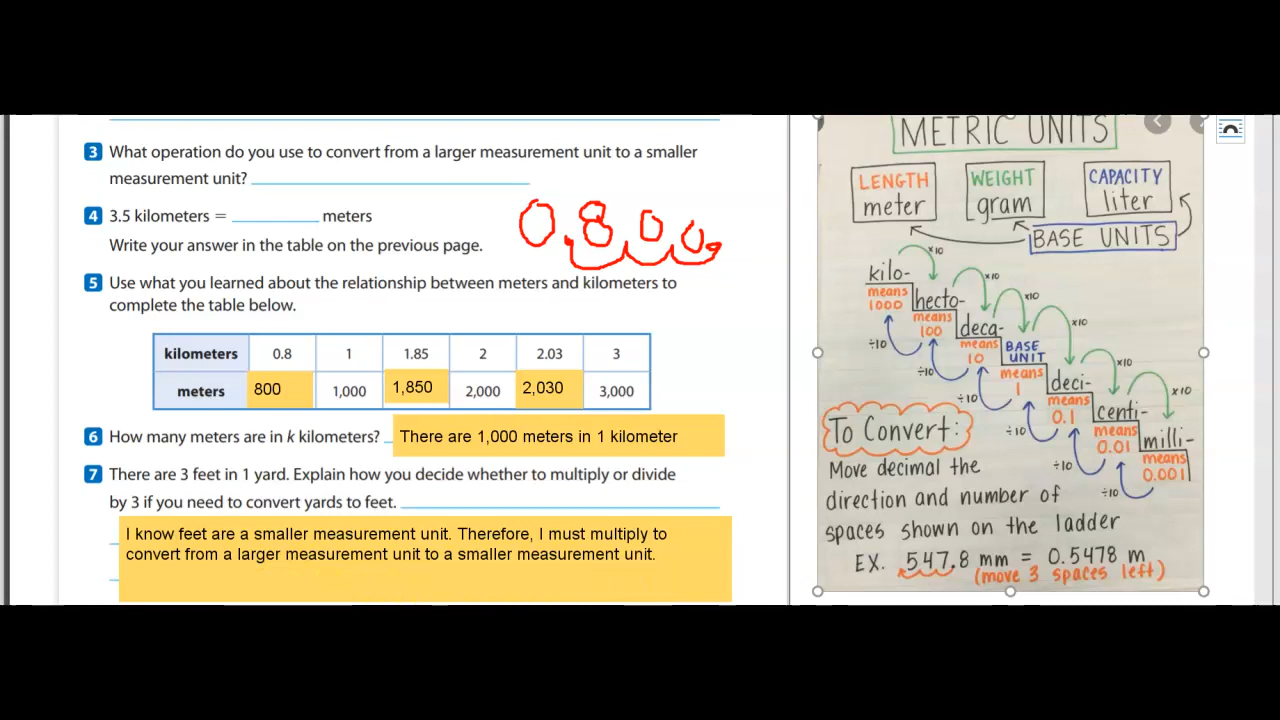 3 What operation do you use to convert from a larger measurement unit to a smaller
measurement unit?
4 3.5 kilometers = ________ meters
Write your answer in the table on the previous page.
0.800.
5 Use what you learned about the relationship between meters and kilometers to
complete the table below.
kilometers 0.8 1 1.85 2 2.03 3
meters 800 1,000 1,850 2,000 2,030 3,000
6 How many meters are in k kilometers? There are 1,000 meters in 1 kilometer
7 There are 3 feet in 1 yard. Explain how you decide whether to multiply or divide
by 3 if you need to convert yards to feet.
I know feet are a smaller measurement unit. Therefore, I must multiply to
convert from a larger measurement unit to a smaller measurement unit.
METRIC UNITS
LENGTH
meter
WEIGHT
gram
CAPACITY
liter
BASE UNITS
kilo-
means
1000
hecto-
means
100
deca-
means
10
BASE
UNIT
means
1
deci-
means
0.1
centi-
means
0.01
milli-
means
0.001
x10
x10
x10
x10
x10
x10
÷10
÷10
÷10
÷10
÷10
÷10
To Convert:
Move decimal the
direction and number of
spaces shown on the ladder
EX. 547.8 mm = 0.5478 m
(move 3 spaces left)